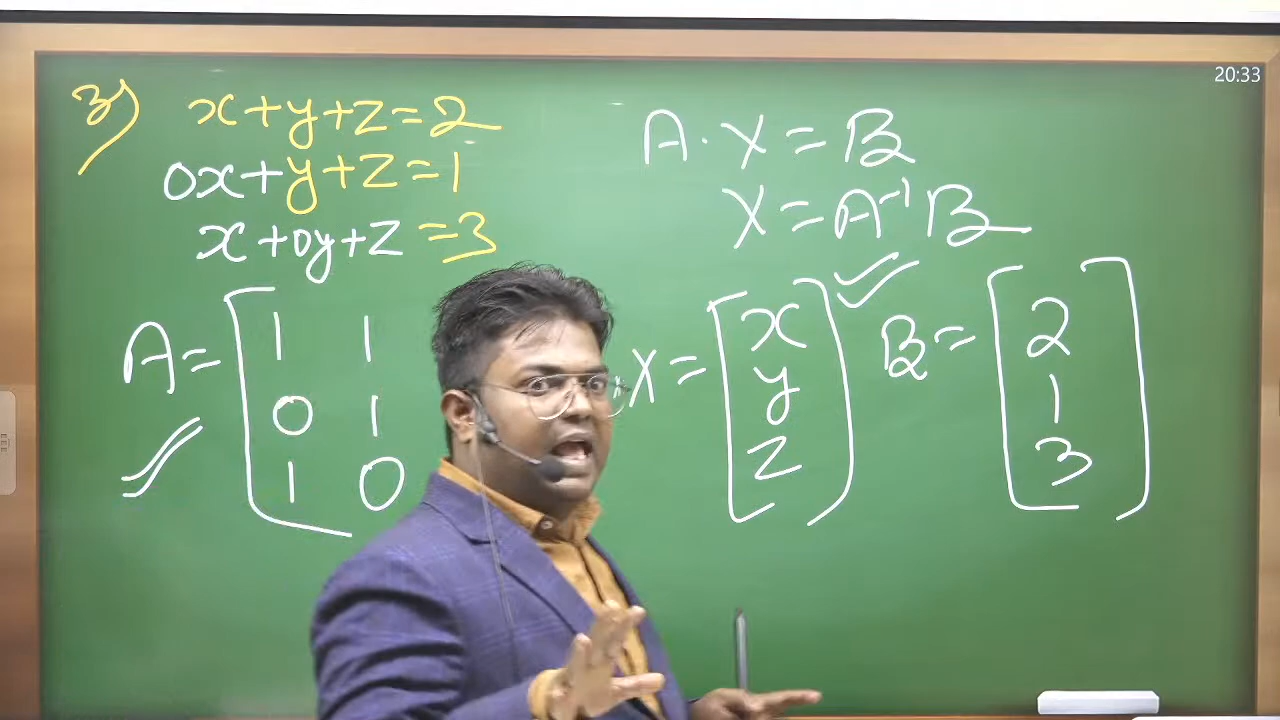 3) x+y+z=2
0x+y+z=1
x+0y+z=3
A·X=B
X=A⁻¹B
A= [1 1
0 1
1 0
X= [x
y
z]
B= [2
1
3]
20:33